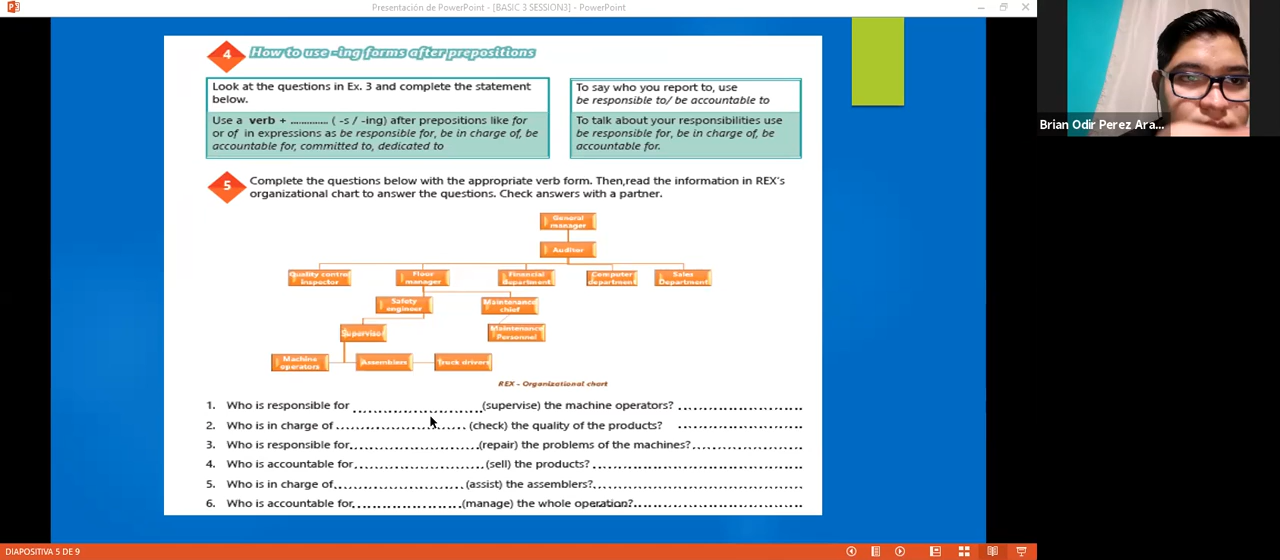 Presentación de PowerPoint - [BASIC 3 SESSION3] - PowerPoint
Brian Odir Perez Ara...
4
How to use -ing forms after prepositions
Look at the questions in Ex. 3 and complete the statement
below.
Use a verb + ............. ( -s / -ing) after prepositions like for
or of in expressions as be responsible for, be in charge of, be
accountable for, committed to, dedicated to
To say who you report to, use
be responsible to/ be accountable to
To talk about your responsibilities use
be responsible for, be in charge of, be
accountable for.
5
Complete the questions below with the appropriate verb form. Then,read the information in REX's
organizational chart to answer the questions. Check answers with a partner.
General
manager
Auditor
Quality control
Inspector
Floor
manager
Financial
department
Computer
department
Sales
Department
Safety
engineer
Maintenance
chief
Supervisor
Maintenance
Personnel
Machine
operators
Assemblers
Truck drivers
REX - Organizational chart
1. Who is responsible for ........................ (supervise) the machine operators? ........................
2. Who is in charge of ........................ (check) the quality of the products? ........................
3. Who is responsible for........................ (repair) the problems of the machines?........................
4. Who is accountable for........................ (sell) the products?........................
5. Who is in charge of........................ (assist) the assemblers?........................
6. Who is accountable for........................ (manage) the whole operation?........................
DIAPOSITIVA 5 DE 9